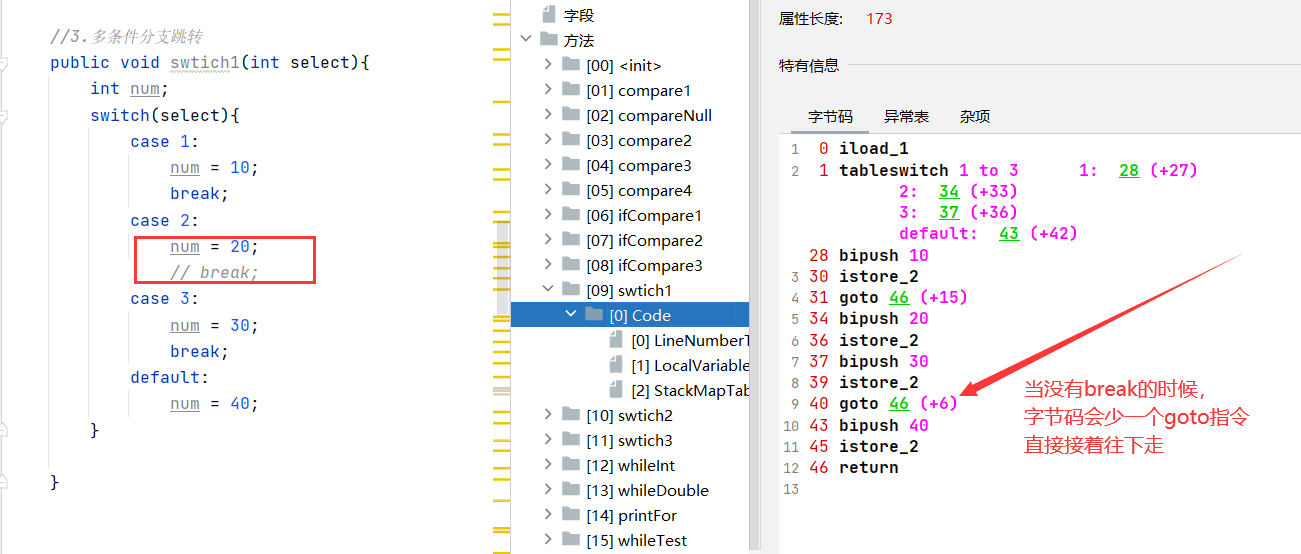 //3.多条件分支跳转
public void swtich1(int select){
int num;
switch(select){
case 1:
num = 10;
break;
case 2:
num = 20;
// break;
case 3:
num = 30;
break;
default:
num = 40;
}
}
字段
方法
[00] <init>
[01] compare1
[02] compareNull
[03] compare2
[04] compare3
[05] compare4
[06] ifCompare1
[07] ifCompare2
[08] ifCompare3
[09] swtich1
[0] Code
[0] LineNumberT
[1] LocalVariable
[2] StackMapTab
[10] swtich2
[11] swtich3
[12] whileInt
[13] whileDouble
[14] printFor
[15] whileTest
属性长度: 173
特有信息
字节码 异常表 杂项
1 0 iload_1
2 1 tableswitch 1 to 3 1: 28 (+27)
2: 34 (+33)
3: 37 (+36)
default: 43 (+42)
28 bipush 10
3 30 istore_2
4 31 goto 46 (+15)
5 34 bipush 20
6 36 istore_2
7 37 bipush 30
8 39 istore_2
9 40 goto 46 (+6)
10 43 bipush 40
11 45 istore_2
12 46 return
13
当没有break的时候,
字节码会少一个goto指令
直接接着往下走